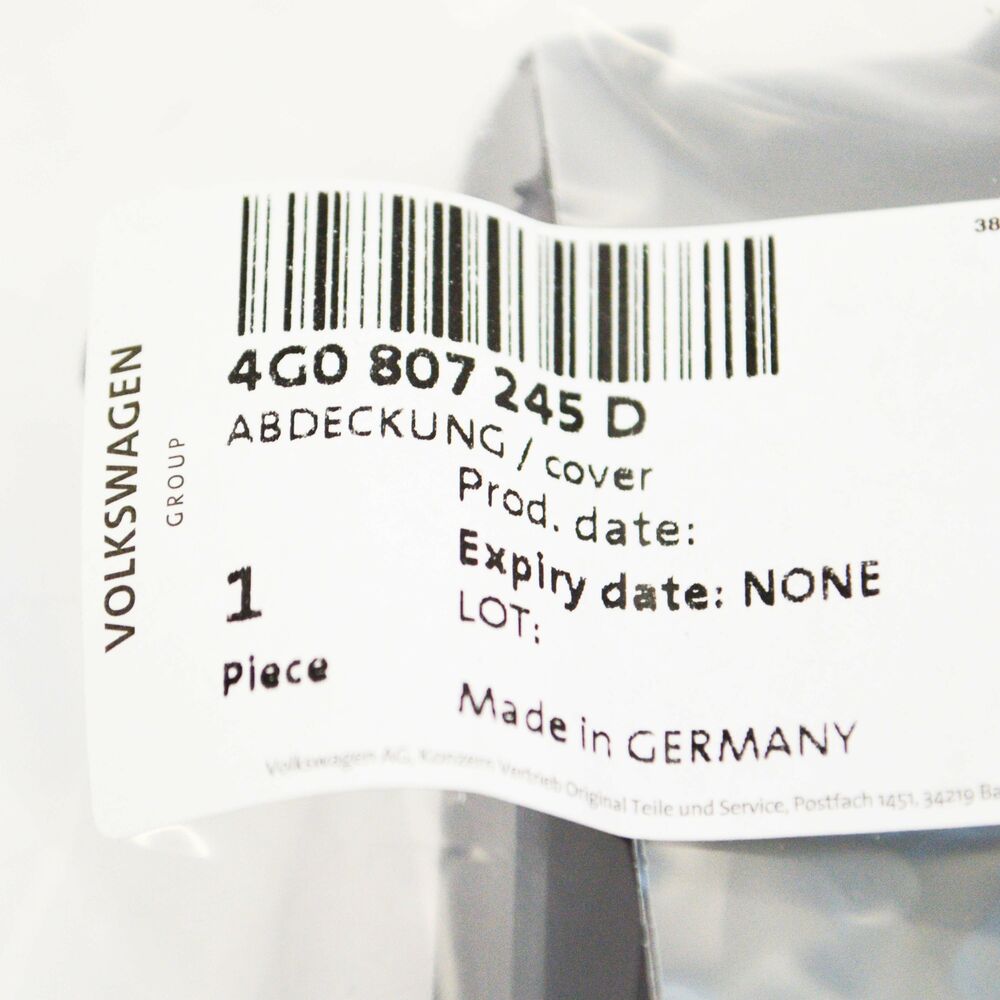 38
4G0 807 245 D
ABDECKUNG / cover
Prod. date:
Expiry date: NONE
LOT:
1
Piece
Made in GERMANY
Volkswagen AG, Konzern Vertrieb Original Teile und Service, Postfach 1451, 34219 Ba
VOLKSWAGEN
GROUP